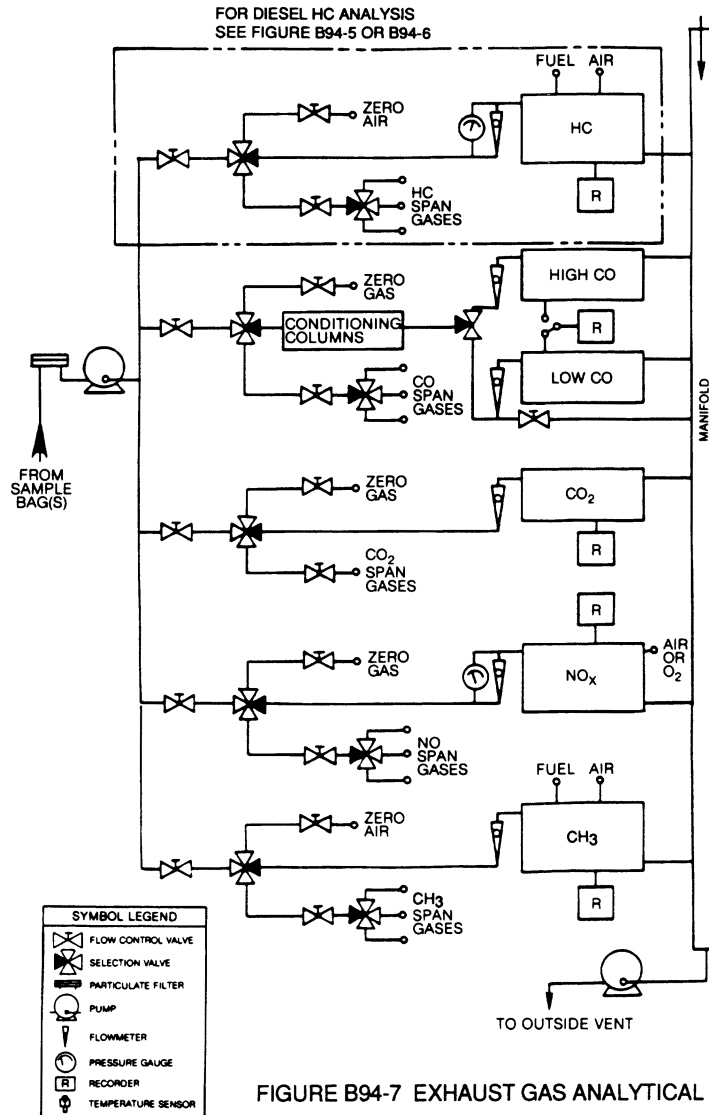 FOR DIESEL HC ANALYSIS
SEE FIGURE B94-5 OR B94-6
FUEL AIR
ZERO
AIR
HC
HC
SPAN
GASES
R
ZERO
GAS
HIGH CO
CONDITIONING
COLUMNS
R
CO
SPAN
GASES
LOW CO
MANIFOLD
FROM
SAMPLE
BAG(S)
ZERO
GAS
CO₂
CO₂
SPAN
GASES
R
R
ZERO
GAS
AIR
OR
O₂
NOₓ
NO
SPAN
GASES
FUEL AIR
ZERO
AIR
CH₃
CH₃
SPAN
GASES
R
SYMBOL LEGEND
FLOW CONTROL VALVE
SELECTION VALVE
PARTICULATE FILTER
PUMP
FLOWMETER
PRESSURE GAUGE
R RECORDER
TEMPERATURE SENSOR
TO OUTSIDE VENT
FIGURE B94-7 EXHAUST GAS ANALYTICAL